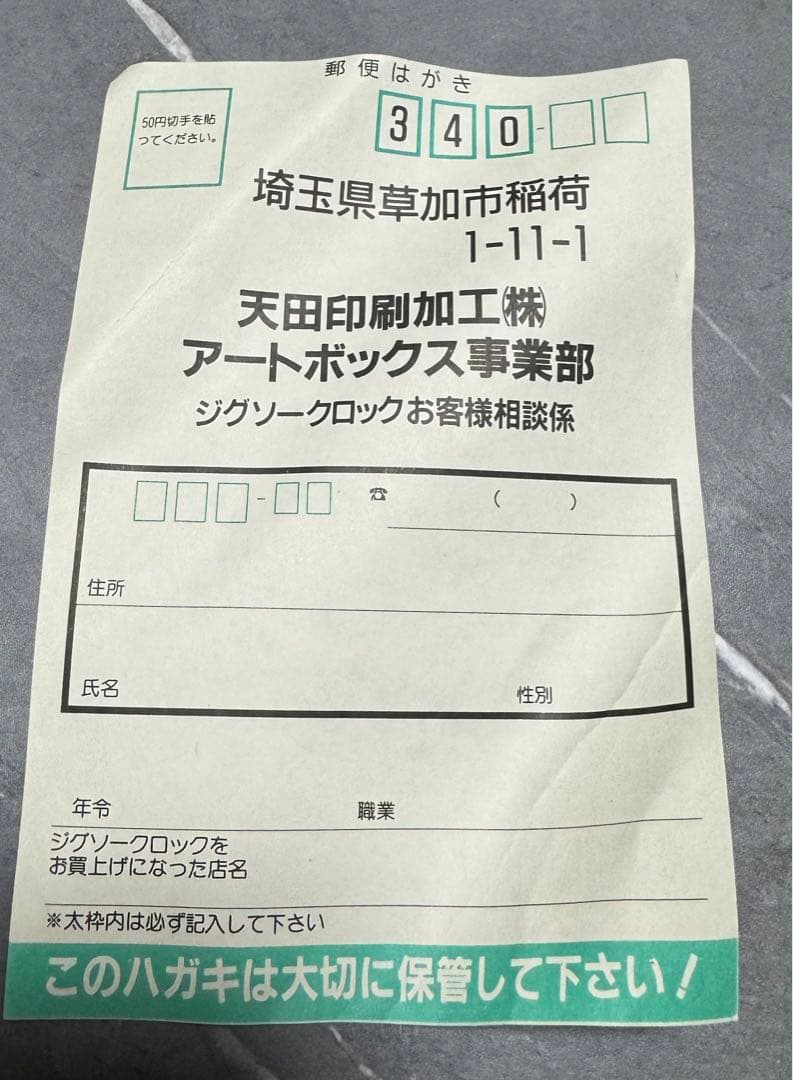 郵便はがき
50円切手を貼
ってください。
340-
埼玉県草加市稲荷
1-11-1
天田印刷加工㈱
アートボックス事業部
ジグソークロックお客様相談係
- ☎ ( )
住所
氏名 性別
年令 職業
ジグソークロックを
お買上げになった店名
※太枠内は必ず記入して下さい
このハガキは大切に保管して下さい!